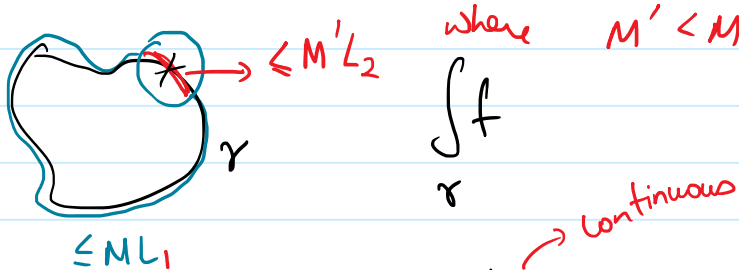 where M' < M
≤ M'L₂
∫f
γ
γ
continuous
≤ ML₁